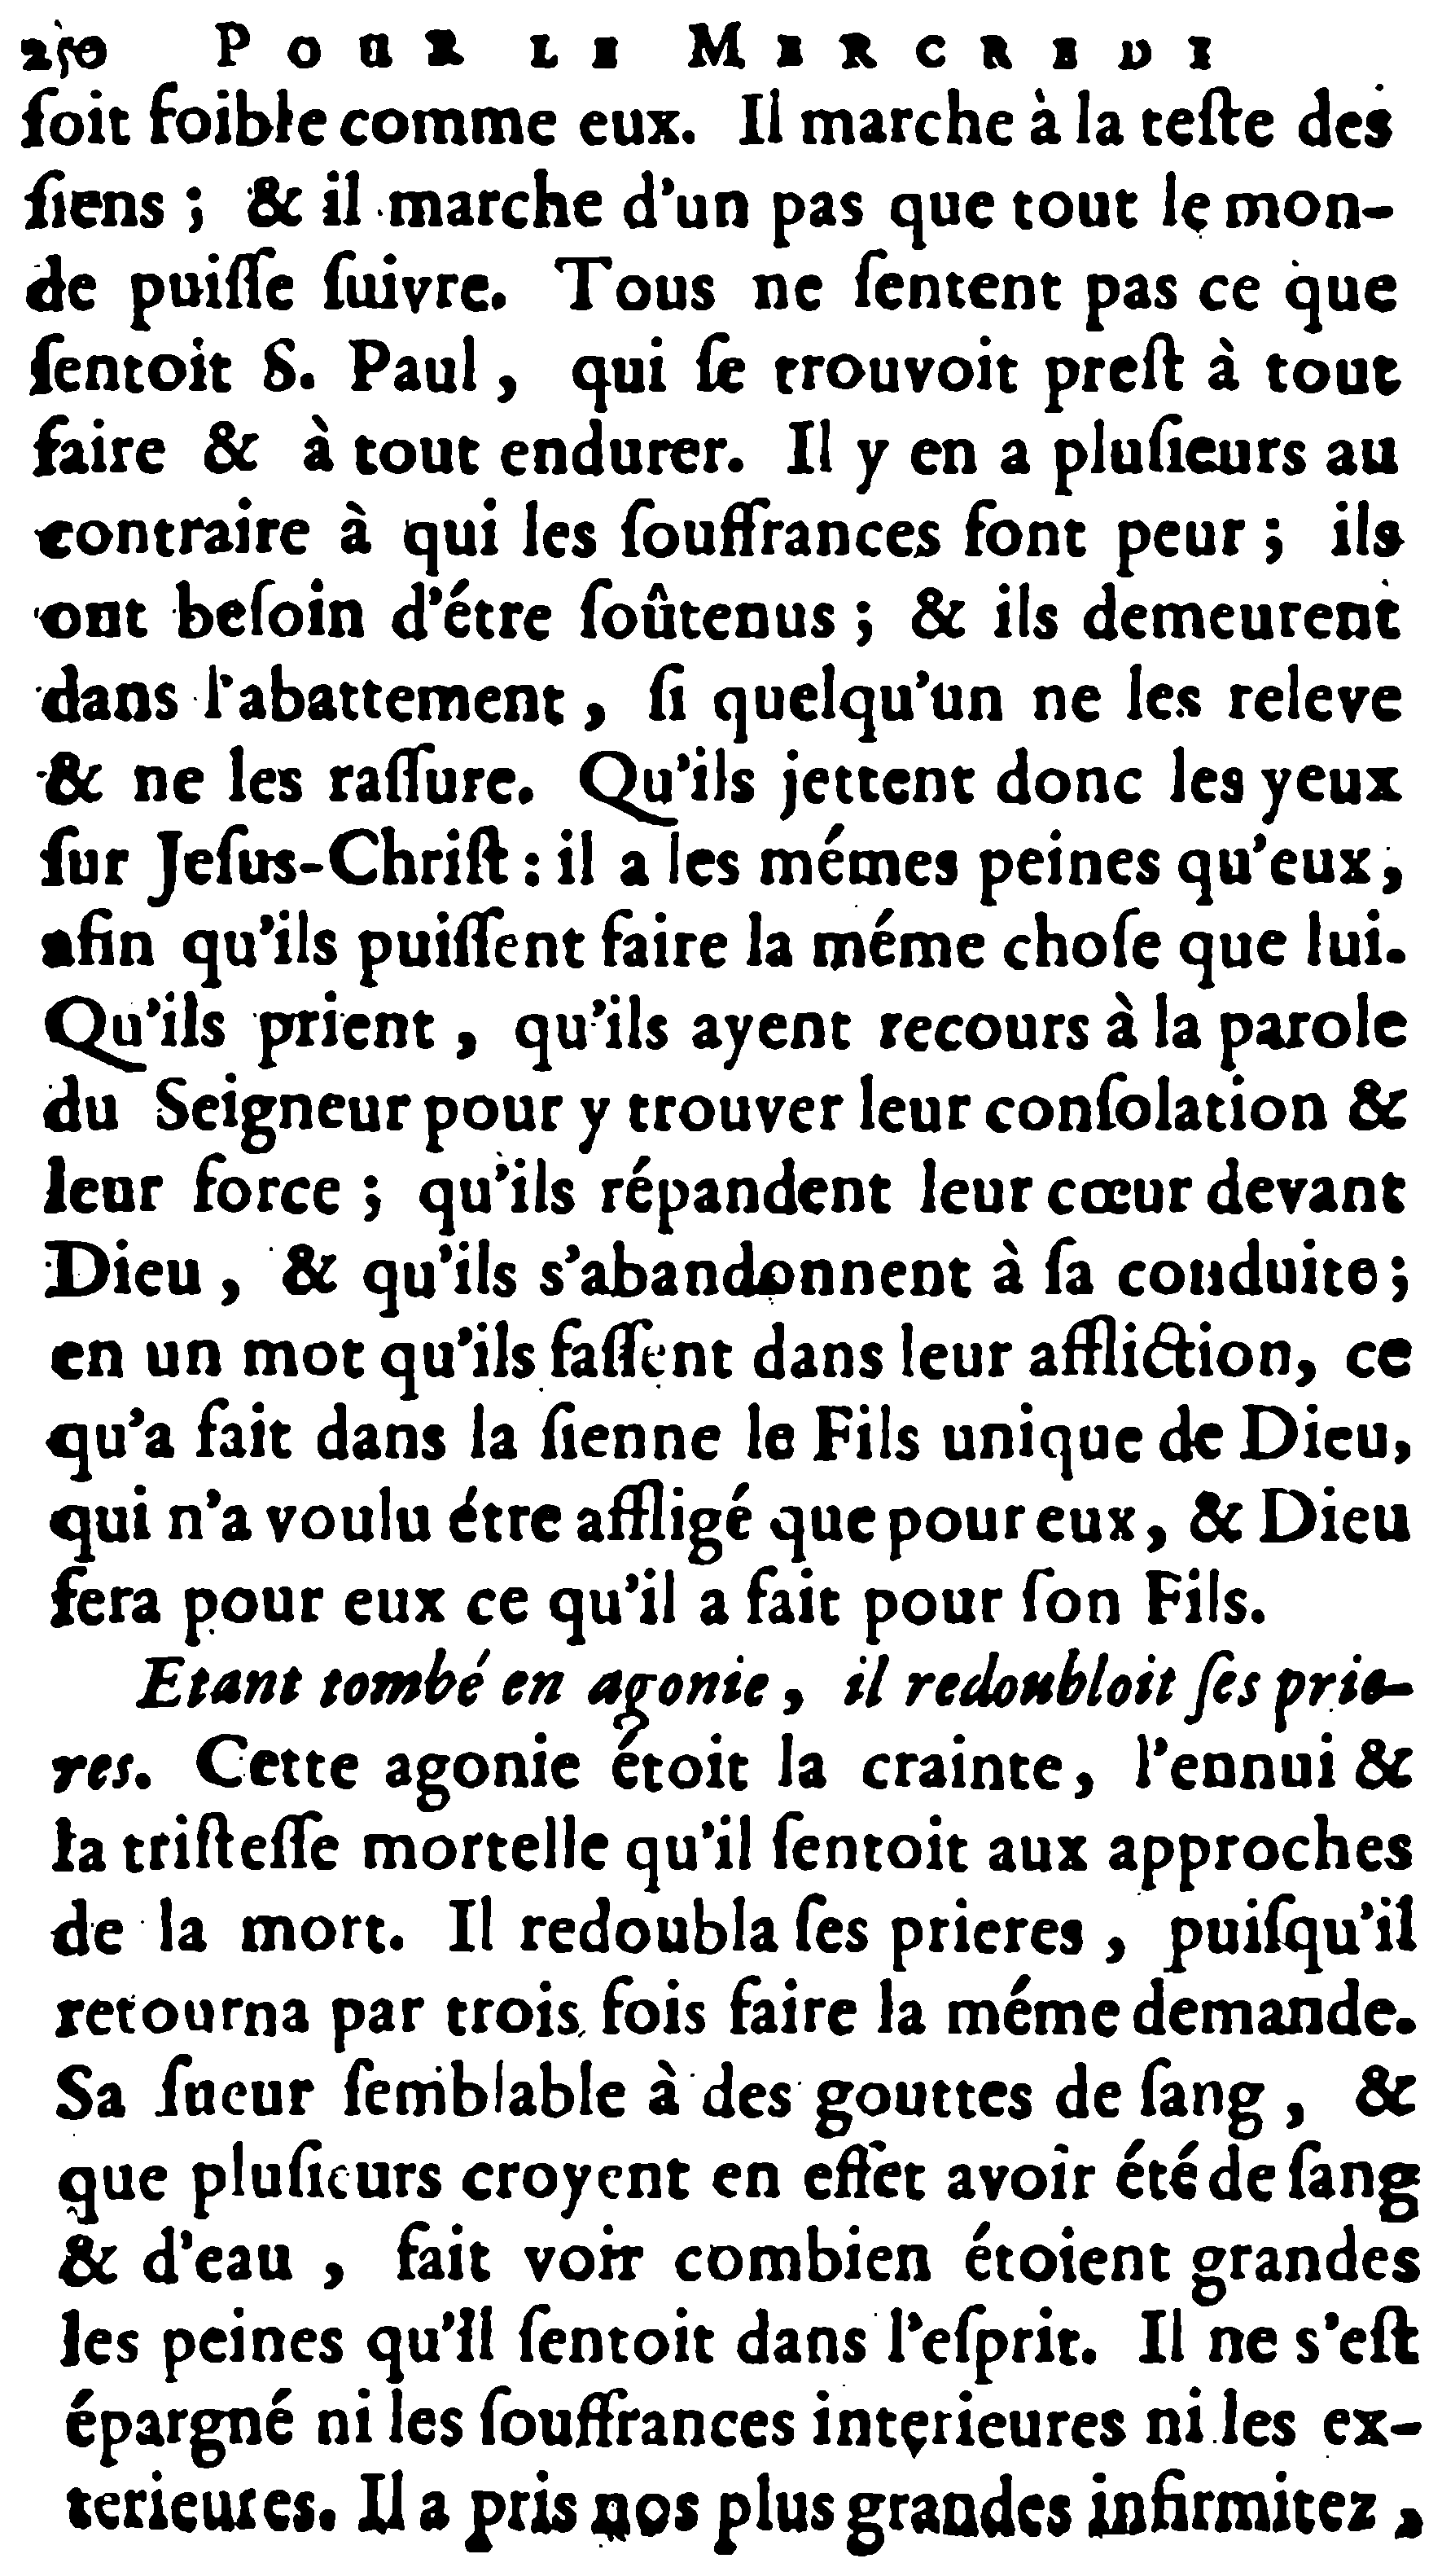 250 POUR LE MERCREDI
ſoit foible comme eux. Il marche à la teſte des
ſiens ; & il marche d'un pas que tout le mon-
de puiſſe ſuivre. Tous ne ſentent pas ce que
ſentoit S. Paul , qui ſe trouvoit preſt à tout
faire & à tout endurer. Il y en a pluſieurs au
contraire à qui les ſouffrances font peur ; ils
ont beſoin d'étre ſoûtenus ; & ils demeurent
dans l'abattement , ſi quelqu'un ne les releve
& ne les raſſure. Qu'ils jettent donc les yeux
ſur Jeſus-Chriſt : il a les mémes peines qu'eux ,
afin qu'ils puiſſent faire la méme choſe que lui.
Qu'ils prient , qu'ils ayent recours à la parole
du Seigneur pour y trouver leur conſolation &
leur force ; qu'ils répandent leur cœur devant
Dieu , & qu'ils s'abandonnent à ſa conduite ;
en un mot qu'ils faſſent dans leur affliction, ce
qu'a fait dans la ſienne le Fils unique de Dieu,
qui n'a voulu étre affligé que pour eux , & Dieu
fera pour eux ce qu'il a fait pour ſon Fils.
Etant tombé en agonie , il redoubloit ſes prie-
res. Cette agonie étoit la crainte, l'ennui &
la triſteſſe mortelle qu'il ſentoit aux approches
de la mort. Il redoubla ſes prieres , puiſqu'il
retourna par trois fois faire la méme demande.
Sa ſueur ſemblable à des gouttes de ſang , &
que pluſieurs croyent en effet avoir été de ſang
& d'eau , fait voir combien étoient grandes
les peines qu'il ſentoit dans l'eſprit. Il ne s'eſt
épargné ni les ſouffrances interieures ni les ex-
terieures. Il a pris nos plus grandes infirmitez ,